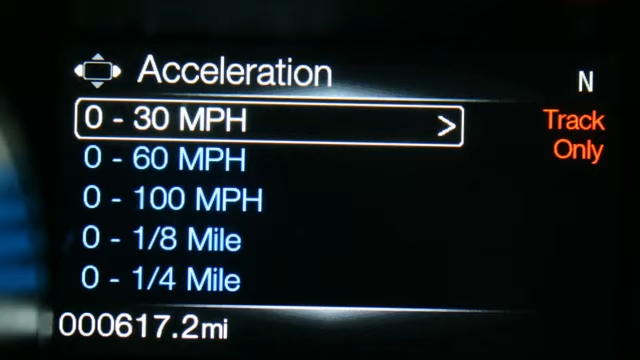 Acceleration
N
0 - 30 MPH >
Track
Only
0 - 60 MPH
0 - 100 MPH
0 - 1/8 Mile
0 - 1/4 Mile
000617.2mi